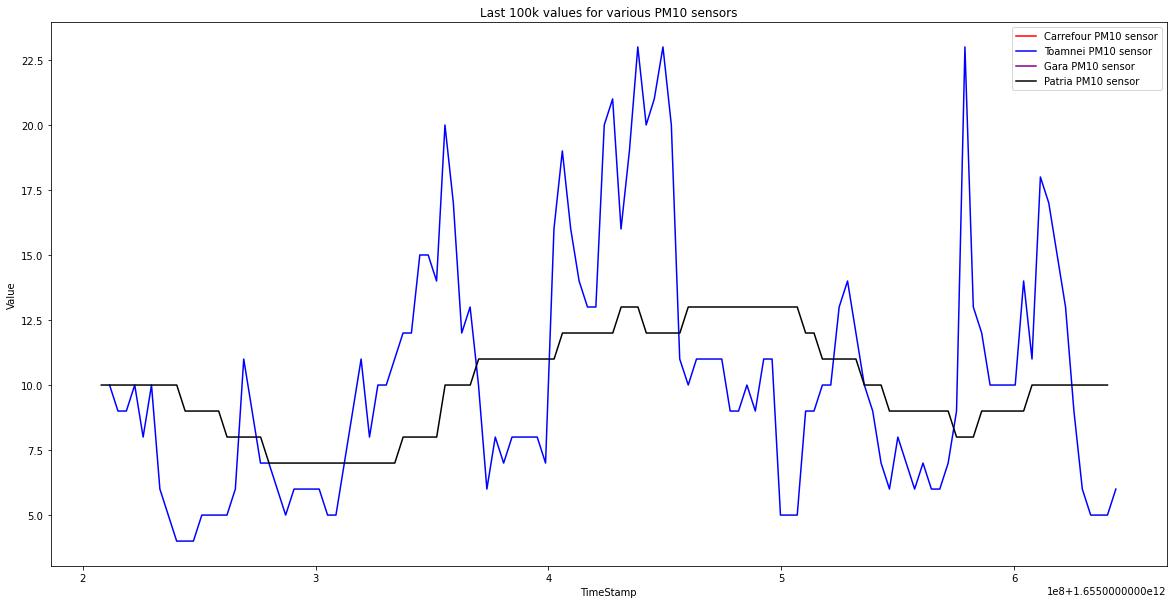 Last 100k values for various PM10 sensors
Carrefour PM10 sensor
Toamnei PM10 sensor
Gara PM10 sensor
Patria PM10 sensor
22.5
20.0
17.5
15.0
12.5
10.0
7.5
5.0
Value
2
3
4
5
6
TimeStamp
1e8+1.6550000000e12